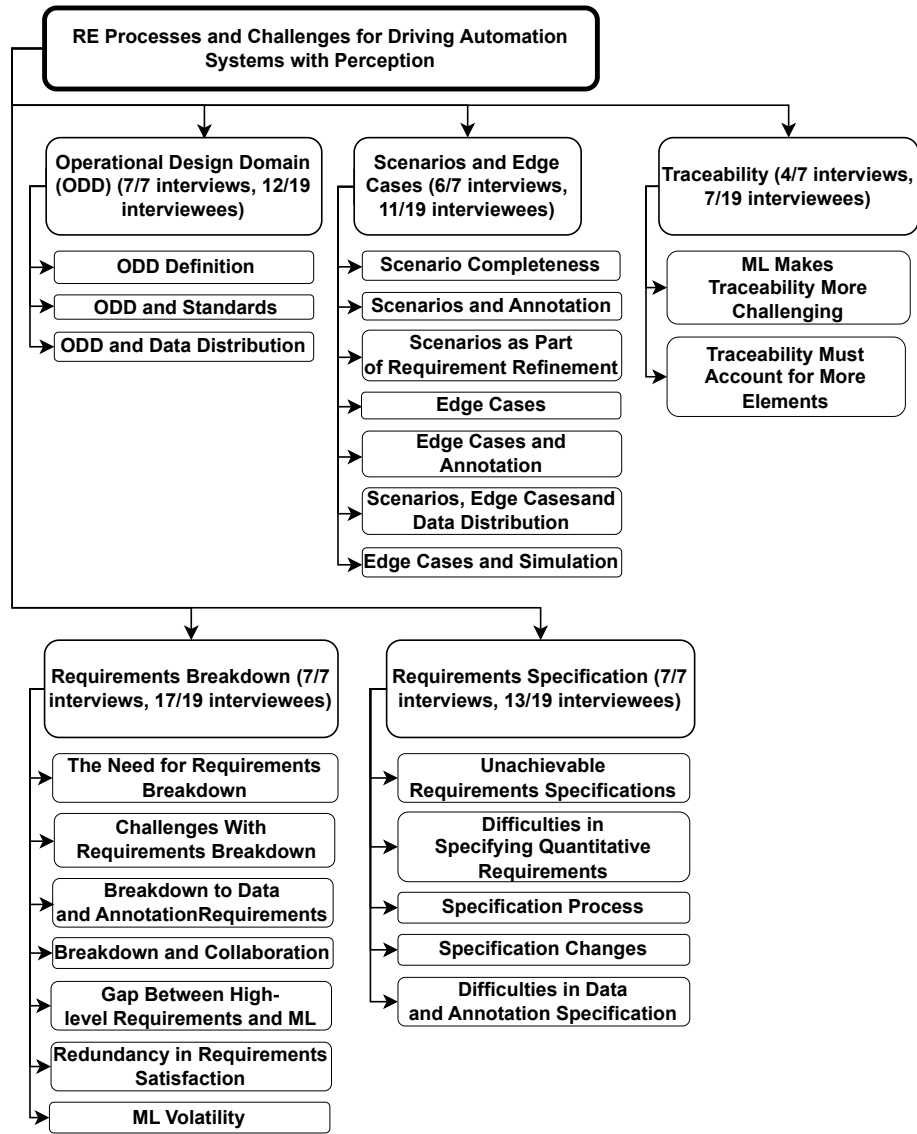 RE Processes and Challenges for Driving Automation
Systems with Perception
Operational Design Domain
(ODD) (7/7 interviews, 12/19
interviewees)
ODD Definition
ODD and Standards
ODD and Data Distribution
Scenarios and Edge
Cases (6/7 interviews,
11/19 interviewees)
Scenario Completeness
Scenarios and Annotation
Scenarios as Part
of Requirement Refinement
Edge Cases
Edge Cases and
Annotation
Scenarios, Edge Casesand
Data Distribution
Edge Cases and Simulation
Traceability (4/7 interviews,
7/19 interviewees)
ML Makes
Traceability More
Challenging
Traceability Must
Account for More
Elements
Requirements Breakdown (7/7
interviews, 17/19 interviewees)
The Need for Requirements
Breakdown
Challenges With
Requirements Breakdown
Breakdown to Data
and AnnotationRequirements
Breakdown and Collaboration
Gap Between High-
level Requirements and ML
Redundancy in Requirements
Satisfaction
ML Volatility
Requirements Specification (7/7
interviews, 13/19 interviewees)
Unachievable
Requirements Specifications
Difficulties in
Specifying Quantitative
Requirements
Specification Process
Specification Changes
Difficulties in Data
and Annotation Specification